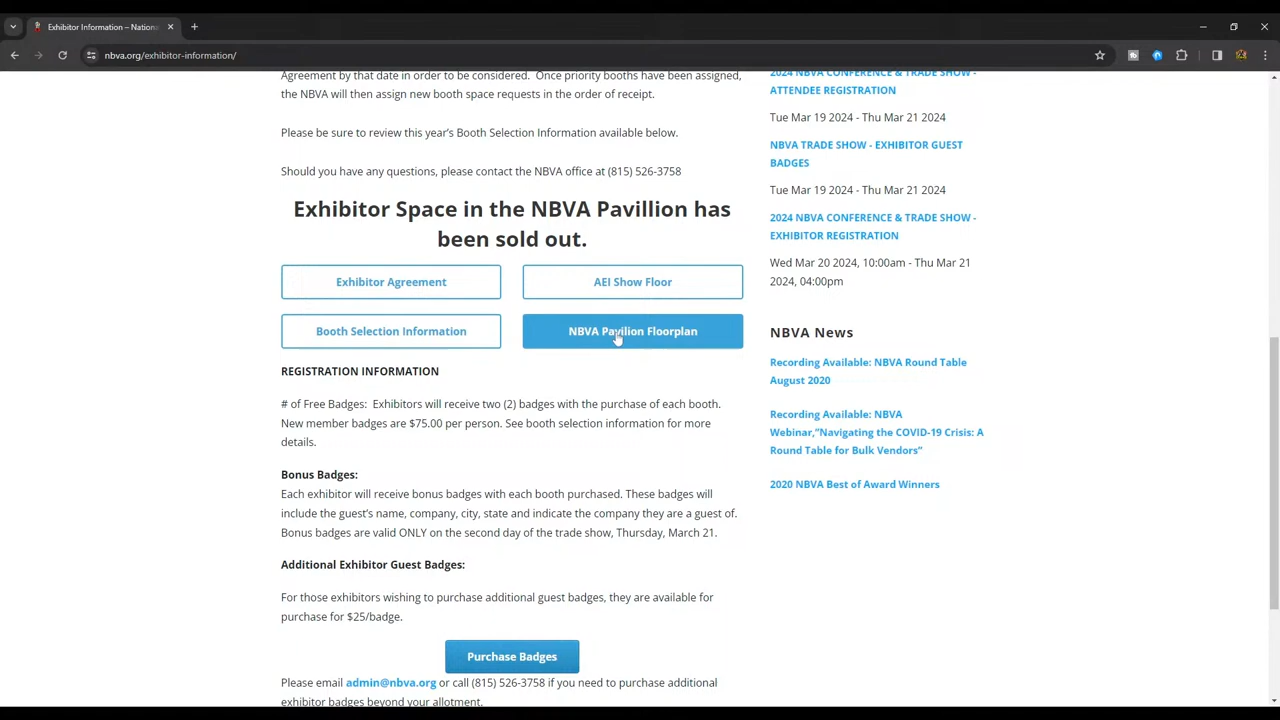 Exhibitor Information – Nation
nbva.org/exhibitor-information/
Agreement by that date in order to be considered. Once priority booths have been assigned,
the NBVA will then assign new booth space requests in the order of receipt.
Please be sure to review this year's Booth Selection Information available below.
Should you have any questions, please contact the NBVA office at (815) 526-3758
Exhibitor Space in the NBVA Pavillion has
been sold out.
Exhibitor Agreement
AEI Show Floor
Booth Selection Information
NBVA Pavilion Floorplan
REGISTRATION INFORMATION
# of Free Badges: Exhibitors will receive two (2) badges with the purchase of each booth.
New member badges are $75.00 per person. See booth selection information for more
details.
Bonus Badges:
Each exhibitor will receive bonus badges with each booth purchased. These badges will
include the guest's name, company, city, state and indicate the company they are a guest of.
Bonus badges are valid ONLY on the second day of the trade show, Thursday, March 21.
Additional Exhibitor Guest Badges:
For those exhibitors wishing to purchase additional guest badges, they are available for
purchase for $25/badge.
Purchase Badges
Please email admin@nbva.org or call (815) 526-3758 if you need to purchase additional
exhibitor badges beyond your allotment.
2024 NBVA CONFERENCE & TRADE SHOW -
ATTENDEE REGISTRATION
Tue Mar 19 2024 - Thu Mar 21 2024
NBVA TRADE SHOW - EXHIBITOR GUEST
BADGES
Tue Mar 19 2024 - Thu Mar 21 2024
2024 NBVA CONFERENCE & TRADE SHOW -
EXHIBITOR REGISTRATION
Wed Mar 20 2024, 10:00am - Thu Mar 21
2024, 04:00pm
NBVA News
Recording Available: NBVA Round Table
August 2020
Recording Available: NBVA
Webinar,"Navigating the COVID-19 Crisis: A
Round Table for Bulk Vendors"
2020 NBVA Best of Award Winners